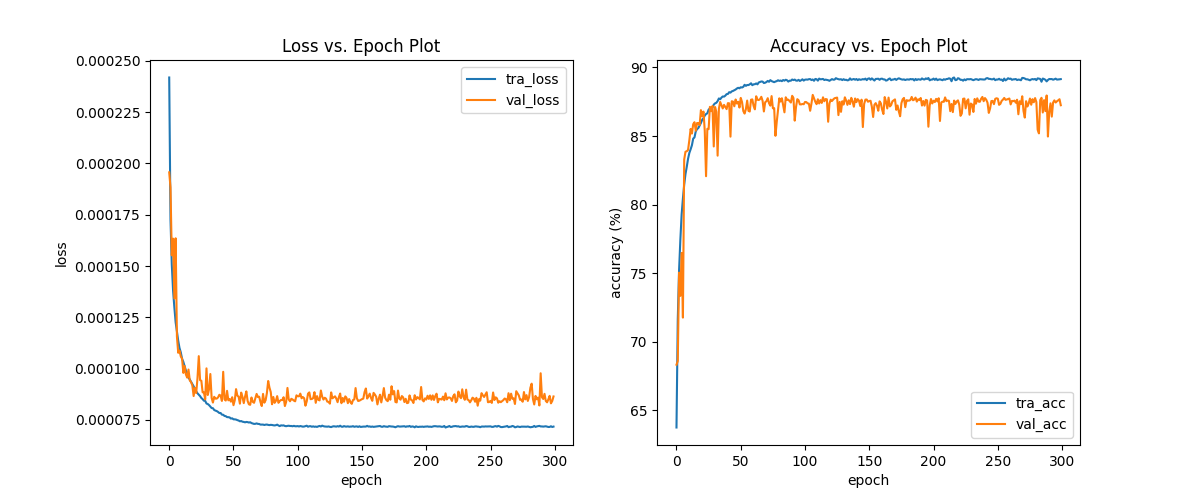 Loss vs. Epoch Plot
0.000250
0.000225
0.000200
0.000175
0.000150
0.000125
0.000100
0.000075
loss
0 50 100 150 200 250 300
epoch
tra_loss
val_loss
Accuracy vs. Epoch Plot
90
85
80
75
70
65
accuracy (%)
0 50 100 150 200 250 300
epoch
tra_acc
val_acc